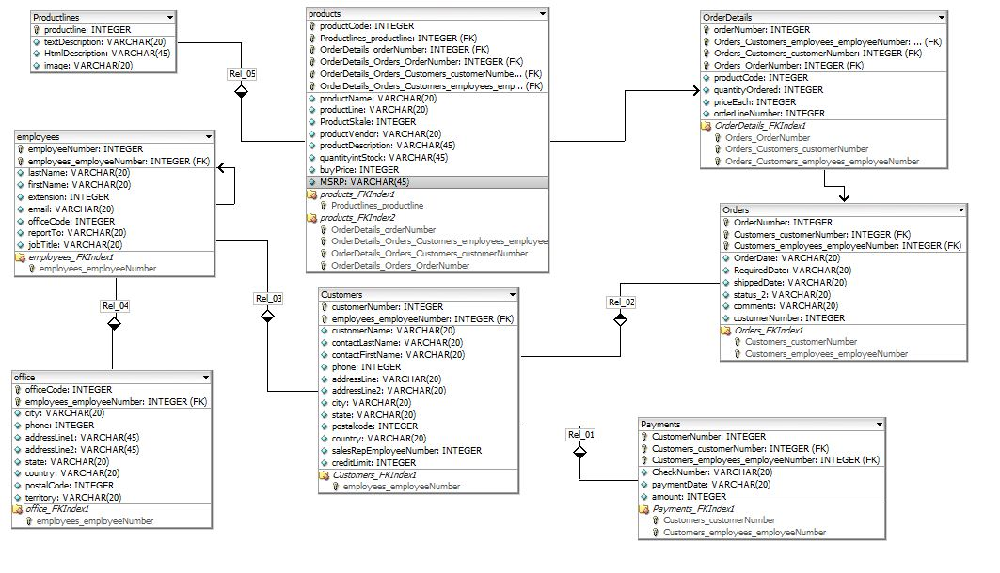 Productlines
productline: INTEGER
textDescription: VARCHAR(20)
HtmlDescription: VARCHAR(45)
image: VARCHAR(20)
Rel_05
products
productCode: INTEGER
Productlines_productline: INTEGER (FK)
OrderDetails_orderNumber: INTEGER (FK)
OrderDetails_Orders_OrderNumber: INTEGER (FK)
OrderDetails_Orders_Customers_customerNumbe... (FK)
OrderDetails_Orders_Customers_employees_emp... (FK)
productName: VARCHAR(20)
productLine: VARCHAR(20)
ProductSkale: INTEGER
productVendor: VARCHAR(20)
productDescription: VARCHAR(45)
quantityintStock: VARCHAR(45)
buyPrice: INTEGER
MSRP: VARCHAR(45)
products_FKIndex1
Productlines_productline
products_FKIndex2
OrderDetails_orderNumber
OrderDetails_Orders_Customers_employees_employee
OrderDetails_Orders_Customers_customerNumber
OrderDetails_Orders_OrderNumber
OrderDetails
orderNumber: INTEGER
Orders_Customers_employees_employeeNumber: ... (FK)
Orders_Customers_customerNumber: INTEGER (FK)
Orders_OrderNumber: INTEGER (FK)
productCode: INTEGER
quantityOrdered: INTEGER
priceEach: INTEGER
orderLineNumber: INTEGER
OrderDetails_FKIndex1
Orders_OrderNumber
Orders_Customers_customerNumber
Orders_Customers_employees_employeeNumber
employees
employeeNumber: INTEGER
employees_employeeNumber: INTEGER (FK)
lastName: VARCHAR(20)
firstName: VARCHAR(20)
extension: INTEGER
email: VARCHAR(20)
officeCode: INTEGER
reportTo: VARCHAR(20)
jobTitle: VARCHAR(20)
employees_FKIndex1
employees_employeeNumber
Orders
OrderNumber: INTEGER
Customers_customerNumber: INTEGER (FK)
Customers_employees_employeeNumber: INTEGER (FK)
OrderDate: VARCHAR(20)
RequiredDate: VARCHAR(20)
shippedDate: VARCHAR(20)
status_2: VARCHAR(20)
comments: VARCHAR(20)
costumerNumber: INTEGER
Orders_FKIndex1
Customers_customerNumber
Customers_employees_employeeNumber
Rel_04
Rel_03
Rel_02
Customers
customerNumber: INTEGER
employees_employeeNumber: INTEGER (FK)
customerName: VARCHAR(20)
contactLastName: VARCHAR(20)
contactFirstName: VARCHAR(20)
phone: INTEGER
addressLine: VARCHAR(20)
addressLine2: VARCHAR(20)
city: VARCHAR(20)
state: VARCHAR(20)
postalcode: INTEGER
country: VARCHAR(20)
salesRepEmployeeNumber: INTEGER
creditLimit: INTEGER
Customers_FKIndex1
employees_employeeNumber
office
officeCode: INTEGER
employees_employeeNumber: INTEGER (FK)
city: VARCHAR(20)
phone: INTEGER
addressLine1: VARCHAR(45)
addressLine2: VARCHAR(45)
state: VARCHAR(20)
country: VARCHAR(20)
postalCode: INTEGER
territory: VARCHAR(20)
office_FKIndex1
employees_employeeNumber
Rel_01
Payments
CustomerNumber: INTEGER
Customers_customerNumber: INTEGER (FK)
Customers_employees_employeeNumber: INTEGER (FK)
CheckNumber: VARCHAR(20)
paymentDate: VARCHAR(20)
amount: INTEGER
Payments_FKIndex1
Customers_customerNumber
Customers_employees_employeeNumber